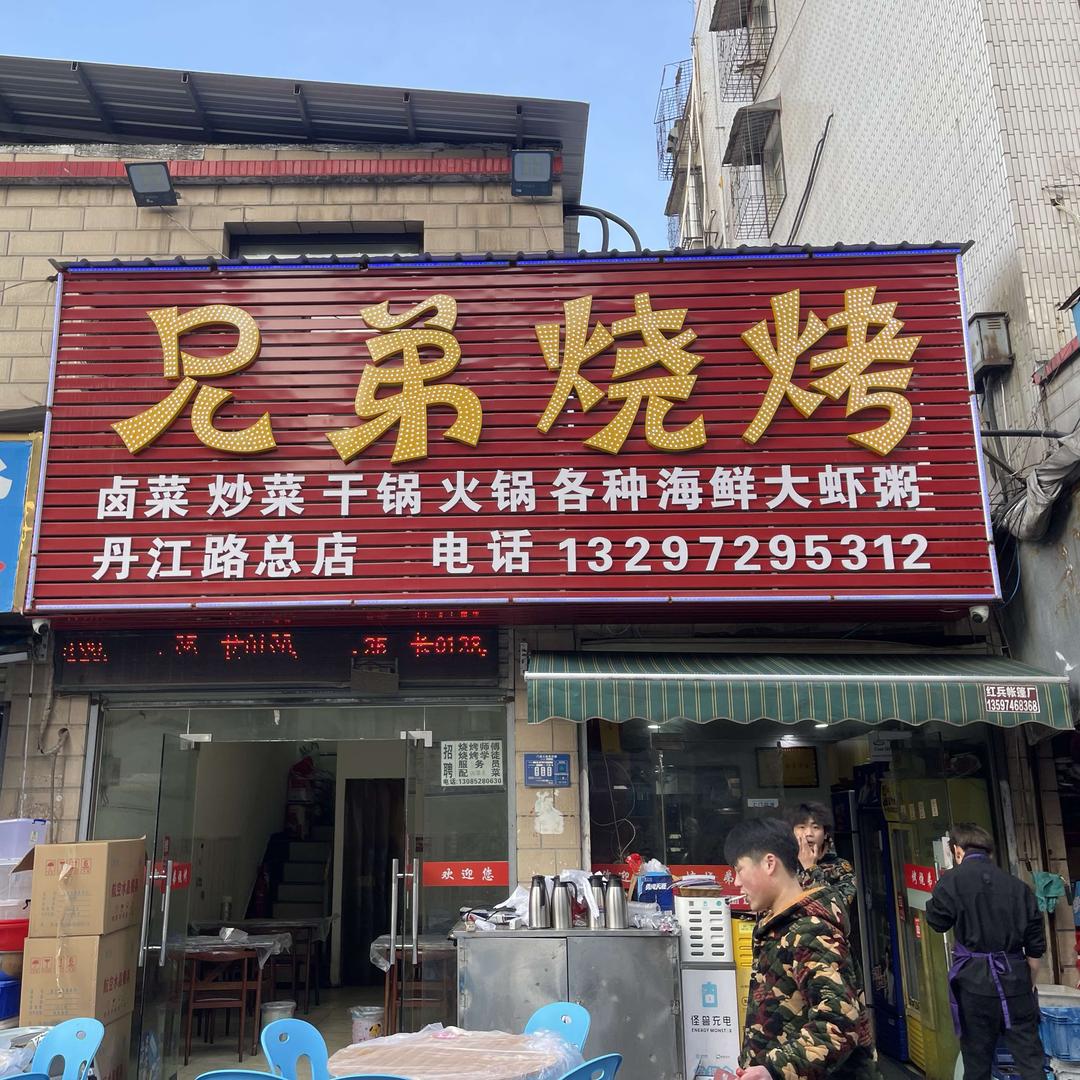 兄弟烧烤
卤菜 炒菜 干锅 火锅 各种海鲜大虾粥
丹江路总店 电话 13297295312
红兵帐篷厂
13597468368
招聘
烧烤师傅
烧烤学徒
服务员
配菜
电话:13085280630
欢迎您
怪兽充电
ENERGY MONSTER